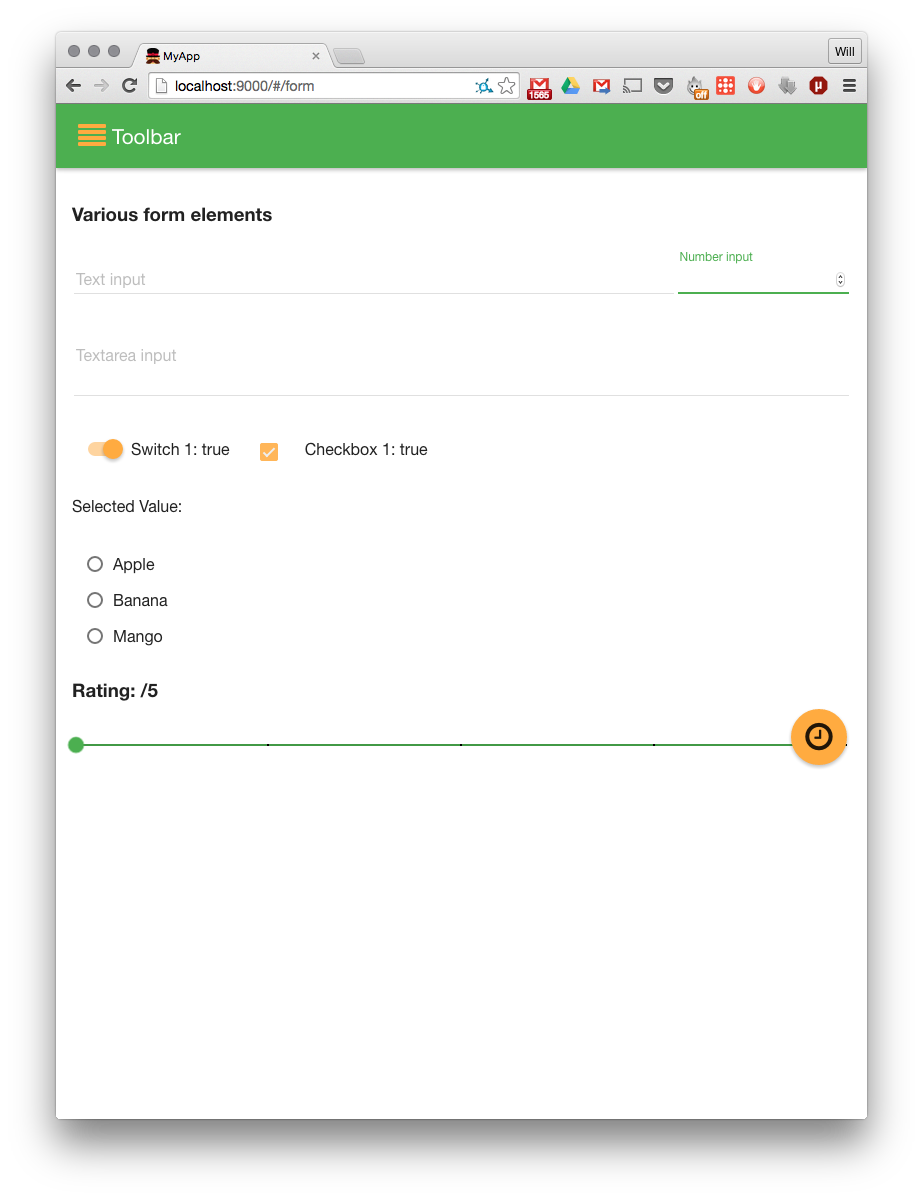 MyApp
Will
localhost:9000/#/form
1565
off
Toolbar
Various form elements
Number input
Text input
Textarea input
Switch 1: true Checkbox 1: true
Selected Value:
Apple
Banana
Mango
Rating: /5